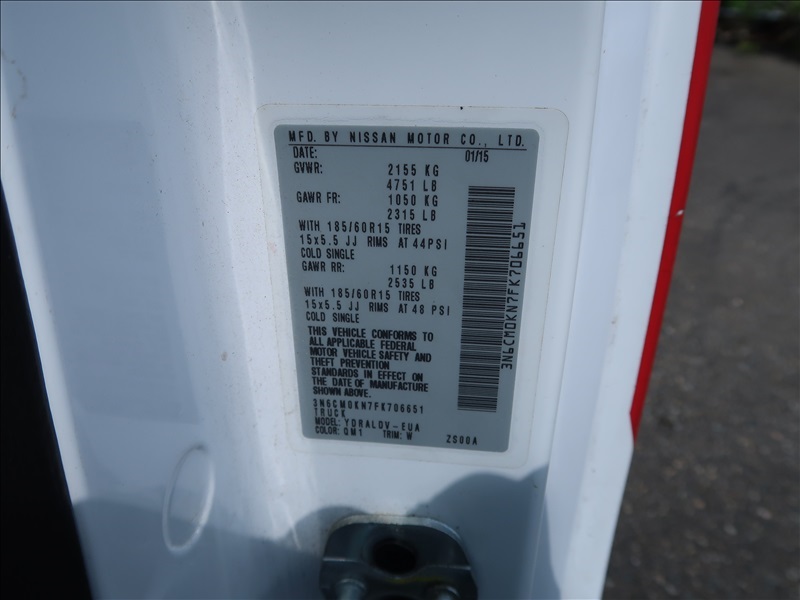 MFD. BY NISSAN MOTOR CO., LTD.
DATE: 01/15
GVWR: 2155 KG
4751 LB
GAWR FR: 1050 KG
2315 LB
WITH 185/60R15 TIRES
15x5.5 JJ RIMS AT 44PSI
COLD SINGLE
GAWR RR: 1150 KG
2535 LB
WITH 185/60R15 TIRES
15x5.5 JJ RIMS AT 48 PSI
COLD SINGLE
THIS VEHICLE CONFORMS TO
ALL APPLICABLE FEDERAL
MOTOR VEHICLE SAFETY AND
THEFT PREVENTION
STANDARDS IN EFFECT ON
THE DATE OF MANUFACTURE
SHOWN ABOVE.
3N6CM0KN7FK706651
TRUCK
MODEL: YDRALDV-EUA
COLOR: QM1 TRIM: W 2S00A
3N6CM0KN7FK706651